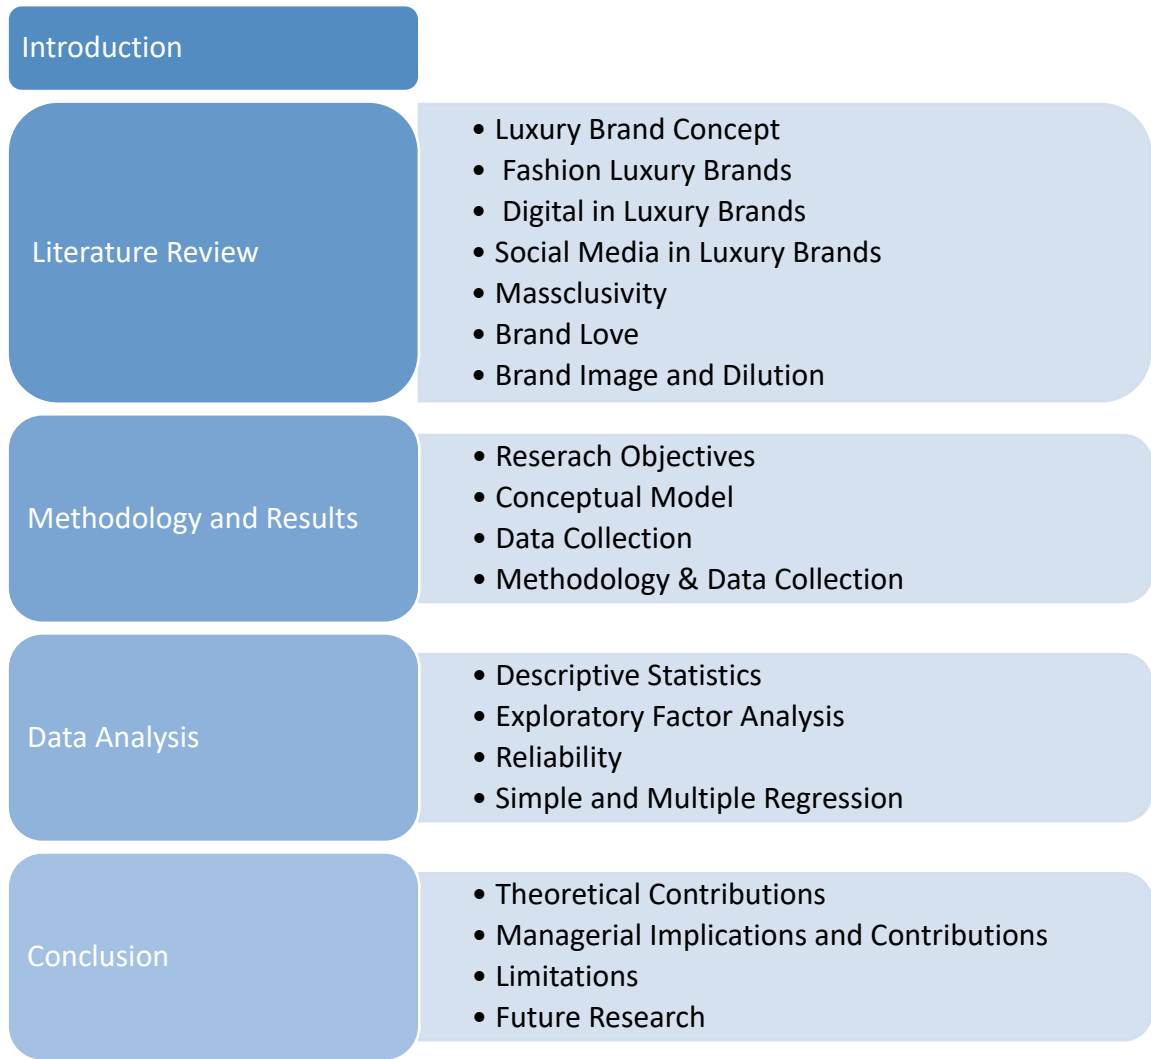 Introduction
Literature Review
• Luxury Brand Concept
• Fashion Luxury Brands
• Digital in Luxury Brands
• Social Media in Luxury Brands
• Massclusivity
• Brand Love
• Brand Image and Dilution
Methodology and Results
• Reserach Objectives
• Conceptual Model
• Data Collection
• Methodology & Data Collection
Data Analysis
• Descriptive Statistics
• Exploratory Factor Analysis
• Reliability
• Simple and Multiple Regression
Conclusion
• Theoretical Contributions
• Managerial Implications and Contributions
• Limitations
• Future Research